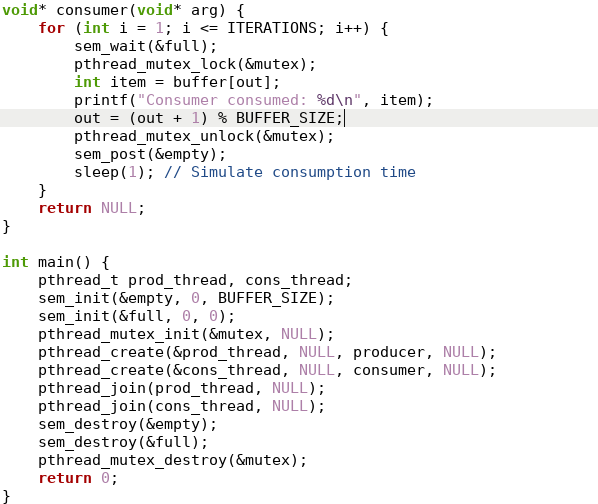 void* consumer(void* arg) {
    for (int i = 1; i <= ITERATIONS; i++) {
        sem_wait(&full);
        pthread_mutex_lock(&mutex);
        int item = buffer[out];
        printf("Consumer consumed: %d\n", item);
        out = (out + 1) % BUFFER_SIZE;
        pthread_mutex_unlock(&mutex);
        sem_post(&empty);
        sleep(1); // Simulate consumption time
    }
    return NULL;
}

int main() {
    pthread_t prod_thread, cons_thread;
    sem_init(&empty, 0, BUFFER_SIZE);
    sem_init(&full, 0, 0);
    pthread_mutex_init(&mutex, NULL);
    pthread_create(&prod_thread, NULL, producer, NULL);
    pthread_create(&cons_thread, NULL, consumer, NULL);
    pthread_join(prod_thread, NULL);
    pthread_join(cons_thread, NULL);
    sem_destroy(&empty);
    sem_destroy(&full);
    pthread_mutex_destroy(&mutex);
    return 0;
}